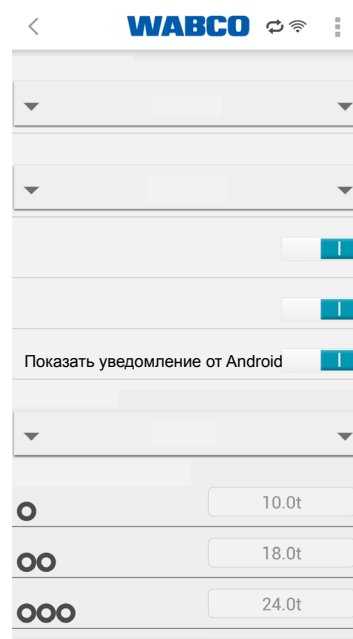 WABCO
Показать уведомление от Android
10.0t
18.0t
24.0t